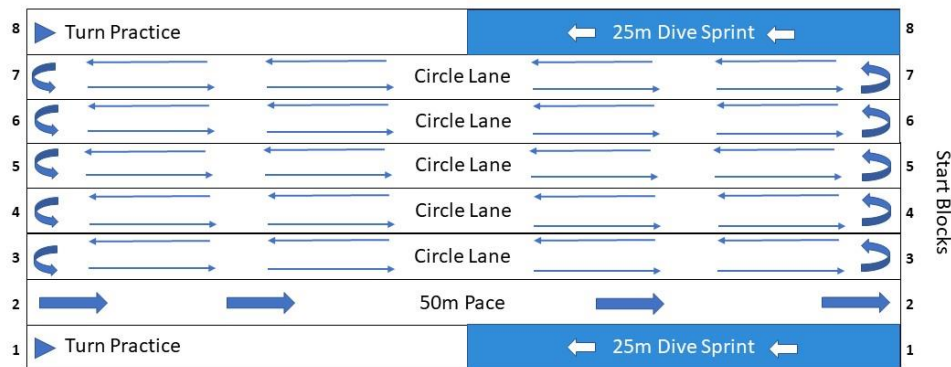 8 Turn Practice 25m Dive Sprint 8
7 Circle Lane 7
6 Circle Lane 6
5 Circle Lane 5
4 Circle Lane 4
3 Circle Lane 3
2 50m Pace 2
1 Turn Practice 25m Dive Sprint 1
Start Blocks